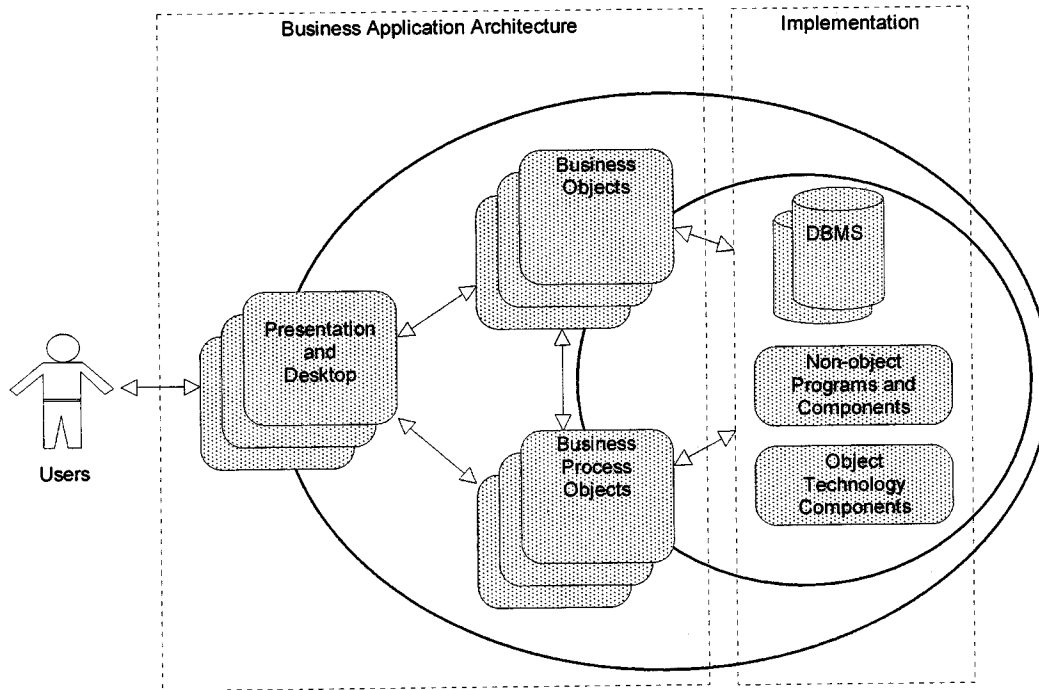 Business Application Architecture
Implementation
Business
Objects
DBMS
Presentation
and
Desktop
Non-object
Programs and
Components
Users
Business
Process
Objects
Object
Technology
Components